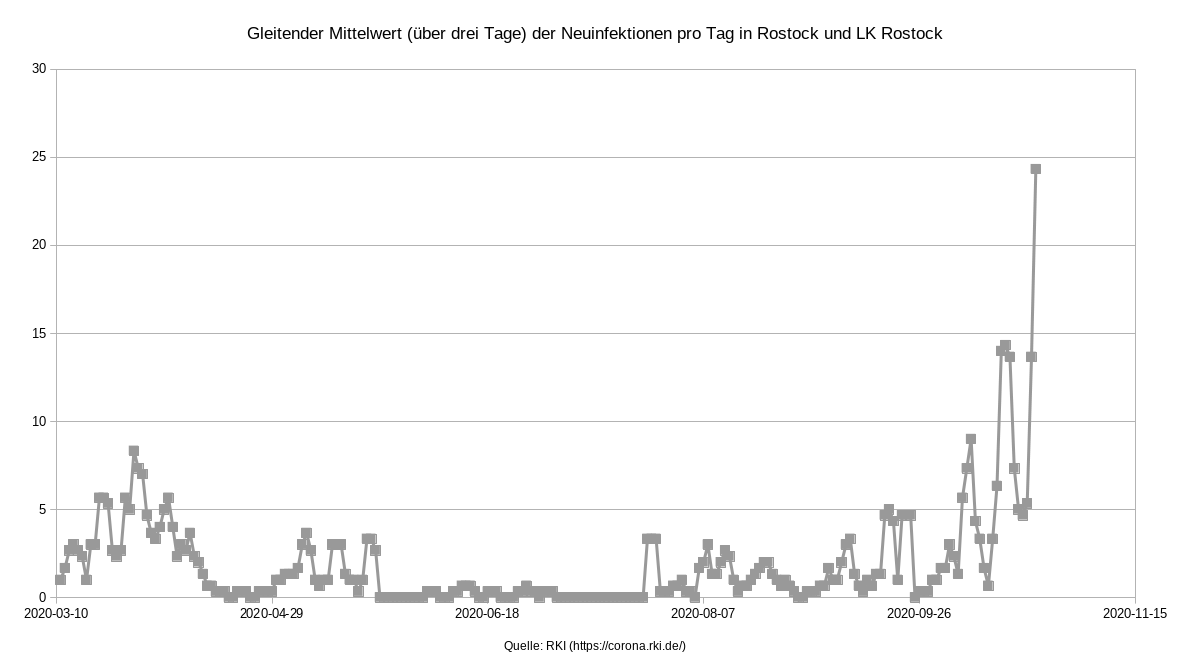 Gleitender Mittelwert (über drei Tage) der Neuinfektionen pro Tag in Rostock und LK Rostock
30
25
20
15
10
5
0
2020-03-10 2020-04-29 2020-06-18 2020-08-07 2020-09-26 2020-11-15
Quelle: RKI (https://corona.rki.de/)